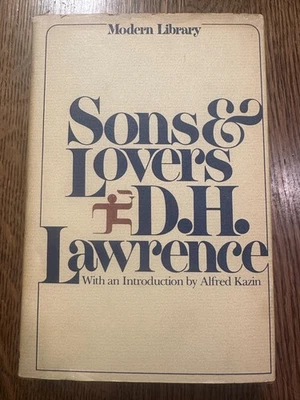 Modern Library
Sons &
Lovers
D.H.
Lawrence
With an Introduction by Alfred Kazin